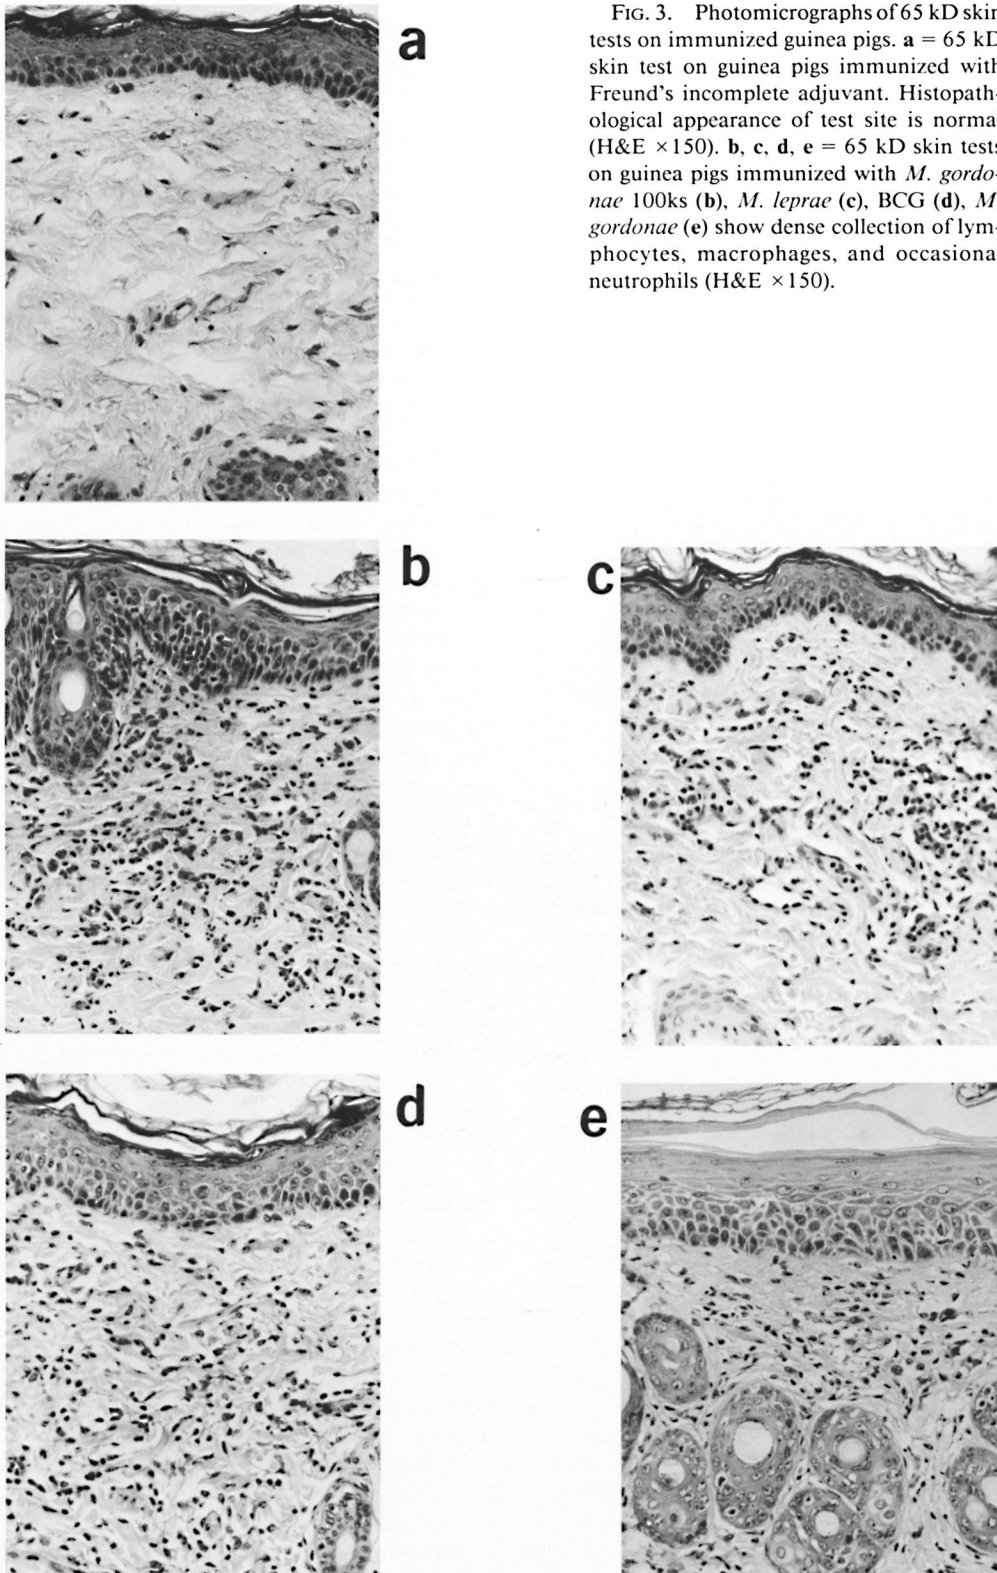 a
FIG. 3. Photomicrographs of 65 kD skin
tests on immunized guinea pigs. a = 65 kD
skin test on guinea pigs immunized with
Freund's incomplete adjuvant. Histopath-
ological appearance of test site is norma
(H&E ×150). b, c, d, e = 65 kD skin tests
on guinea pigs immunized with M. gordo-
nae 100ks (b), M. leprae (c), BCG (d), M
gordonae (e) show dense collection of lym-
phocytes, macrophages, and occasiona
neutrophils (H&E ×150).
b
c
d
e